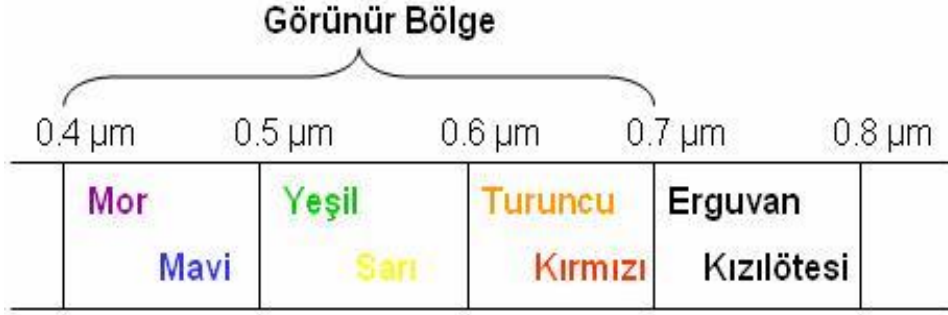 Görünür Bölge
0.4 µm 0.5 µm 0.6 µm 0.7 µm 0.8 µm
Mor Yeşil Turuncu Erguvan
Mavi Sarı Kırmızı Kızılötesi